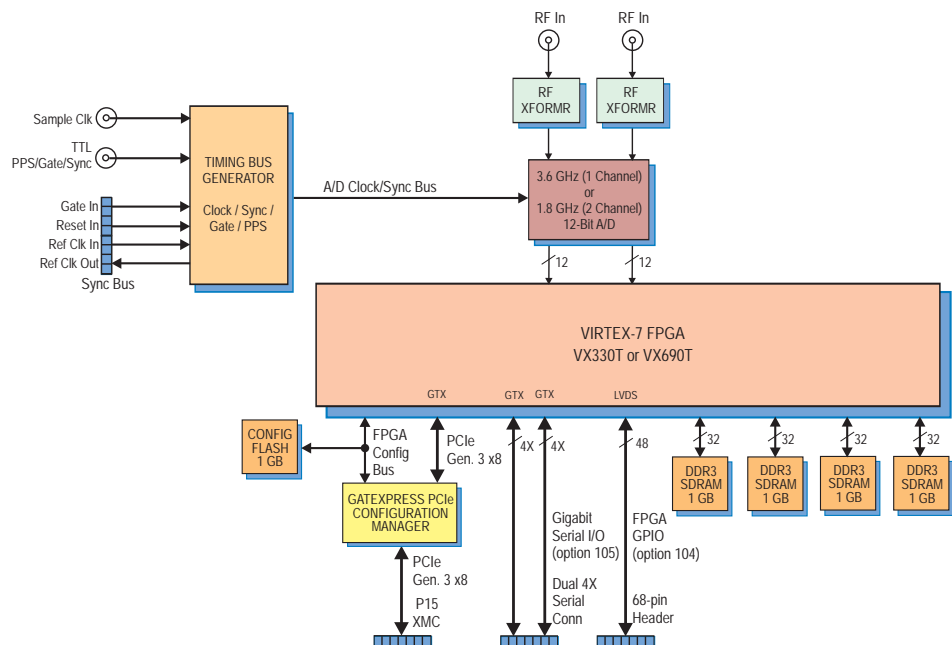 RF In
RF In
RF
XFORMR
RF
XFORMR
Sample Clk
TTL
PPS/Gate/Sync
TIMING BUS
GENERATOR
Clock / Sync /
Gate / PPS
A/D Clock/Sync Bus
3.6 GHz (1 Channel)
or
1.8 GHz (2 Channel)
12-Bit A/D
Gate In
Reset In
Ref Clk In
Ref Clk Out
Sync Bus
12
12
VIRTEX-7 FPGA
VX330T or VX690T
GTX
GTX
GTX
LVDS
CONFIG
FLASH
1 GB
FPGA
Config
Bus
PCIe
Gen. 3 x8
4X
4X
48
32
32
32
32
DDR3
SDRAM
1 GB
DDR3
SDRAM
1 GB
DDR3
SDRAM
1 GB
DDR3
SDRAM
1 GB
GATEXPRESS PCIe
CONFIGURATION
MANAGER
Gigabit
Serial I/O
(option 105)
FPGA
GPIO
(option 104)
PCIe
Gen. 3 x8
P15
XMC
Dual 4X
Serial
Conn
68-pin
Header